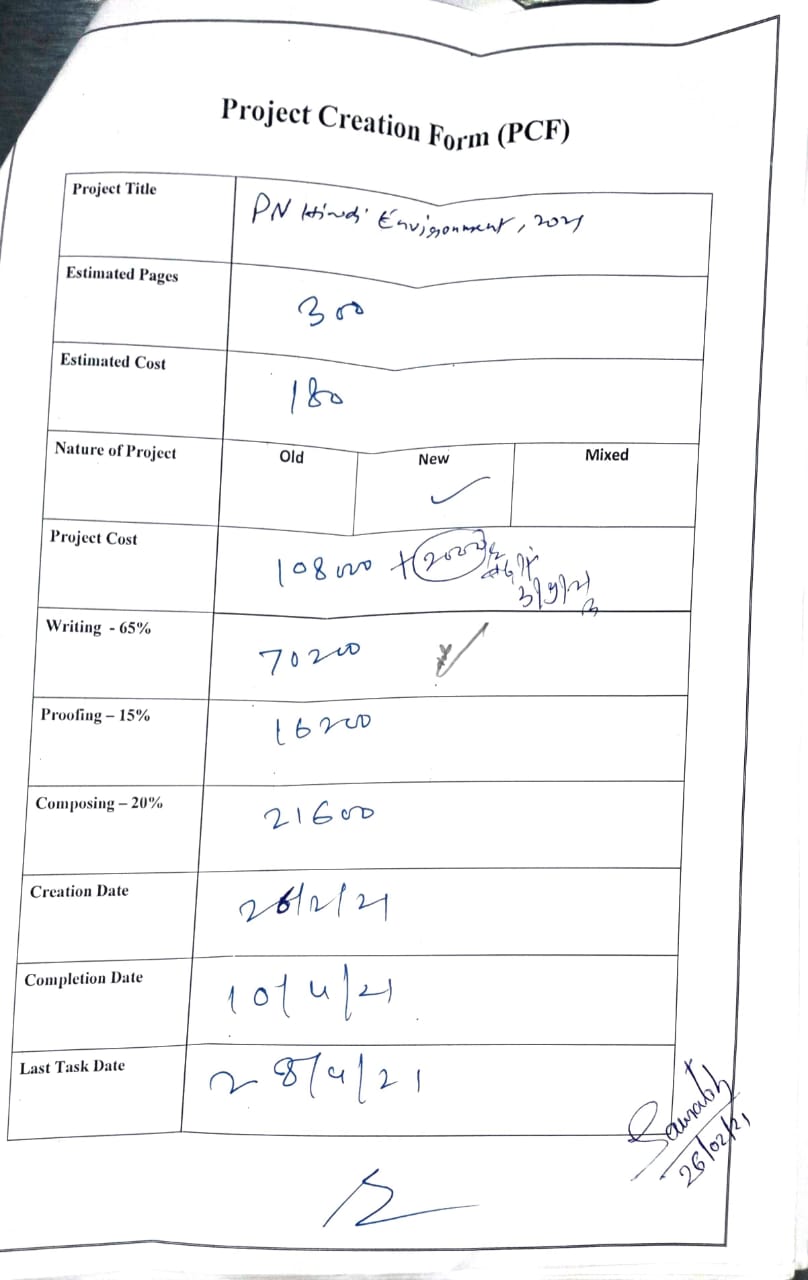 Project Creation Form (PCF)
Project Title PN Hindi Environment, 2021
Estimated Pages 300
Estimated Cost 180
Nature of Project Old New Mixed
Project Cost 108000 + 2000
3/9/21
Writing - 65% 70200
Proofing – 15% 16200
Composing – 20% 21600
Creation Date 26/2/21
Completion Date 10/4/21
Last Task Date 28/4/21
Saurabh
26/02/21